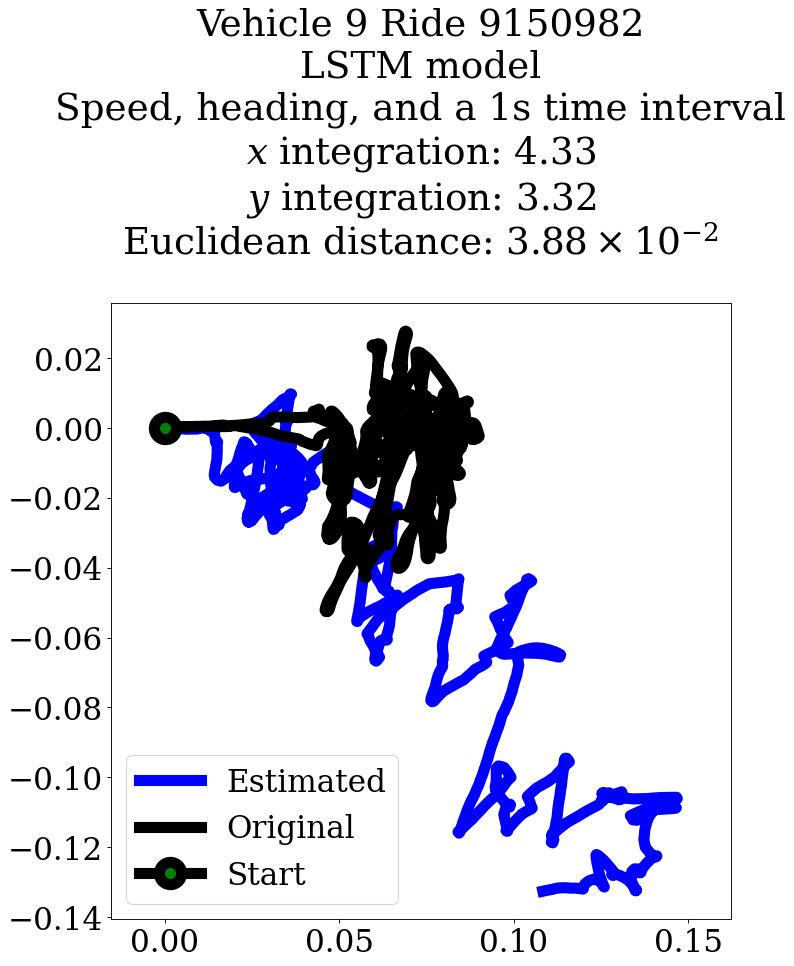 Vehicle 9 Ride 9150982
LSTM model
Speed, heading, and a 1s time interval
x integration: 4.33
y integration: 3.32
Euclidean distance: 3.88 × 10⁻²
0.02
0.00
−0.02
−0.04
−0.06
−0.08
−0.10
−0.12
−0.14
Estimated
Original
Start
0.00 0.05 0.10 0.15